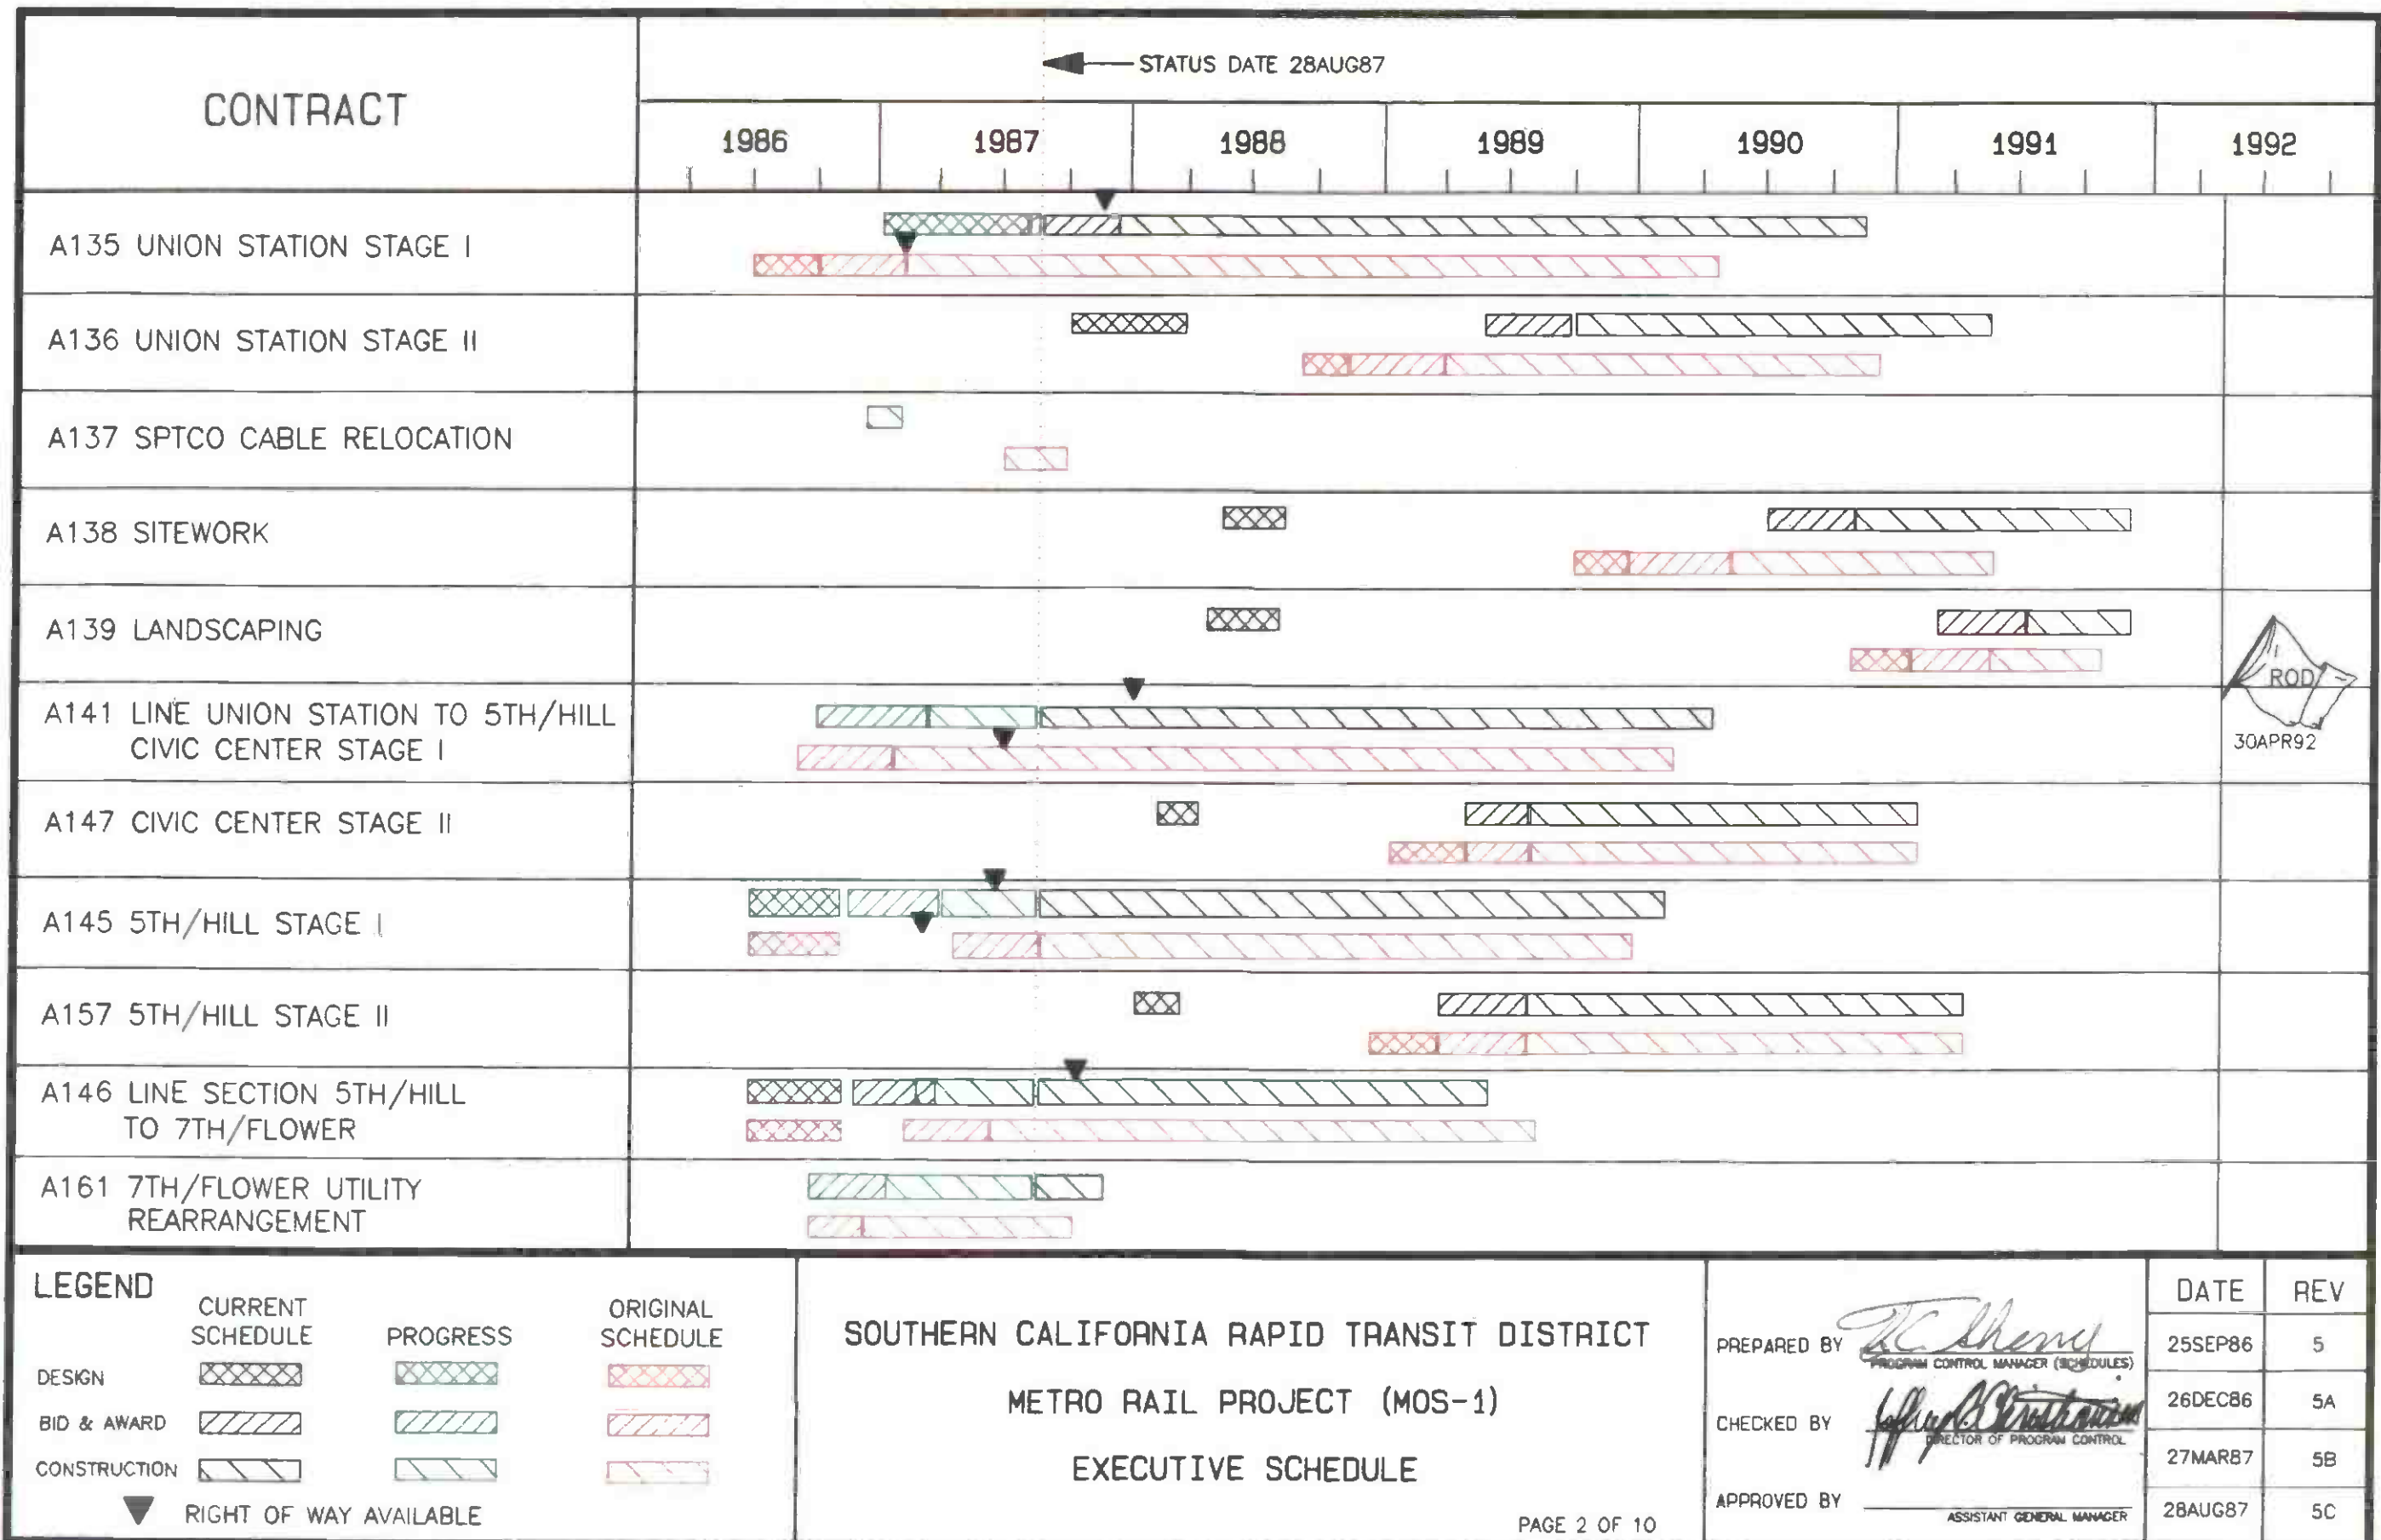 CONTRACT
STATUS DATE 28AUG87
1986 1987 1988 1989 1990 1991 1992
A135 UNION STATION STAGE I
A136 UNION STATION STAGE II
A137 SPTCO CABLE RELOCATION
A138 SITEWORK
A139 LANDSCAPING
ROD
30APR92
A141 LINE UNION STATION TO 5TH/HILL
CIVIC CENTER STAGE I
A147 CIVIC CENTER STAGE II
A145 5TH/HILL STAGE I
A157 5TH/HILL STAGE II
A146 LINE SECTION 5TH/HILL
TO 7TH/FLOWER
A161 7TH/FLOWER UTILITY
REARRANGEMENT
LEGEND
CURRENT
SCHEDULE
PROGRESS
ORIGINAL
SCHEDULE
DESIGN
BID & AWARD
CONSTRUCTION
RIGHT OF WAY AVAILABLE
SOUTHERN CALIFORNIA RAPID TRANSIT DISTRICT
METRO RAIL PROJECT (MOS-1)
EXECUTIVE SCHEDULE
PAGE 2 OF 10
PREPARED BY
PROGRAM CONTROL MANAGER (SCHEDULES)
CHECKED BY
DIRECTOR OF PROGRAM CONTROL
APPROVED BY
ASSISTANT GENERAL MANAGER
DATE REV
25SEP86 5
26DEC86 5A
27MAR87 5B
28AUG87 5C